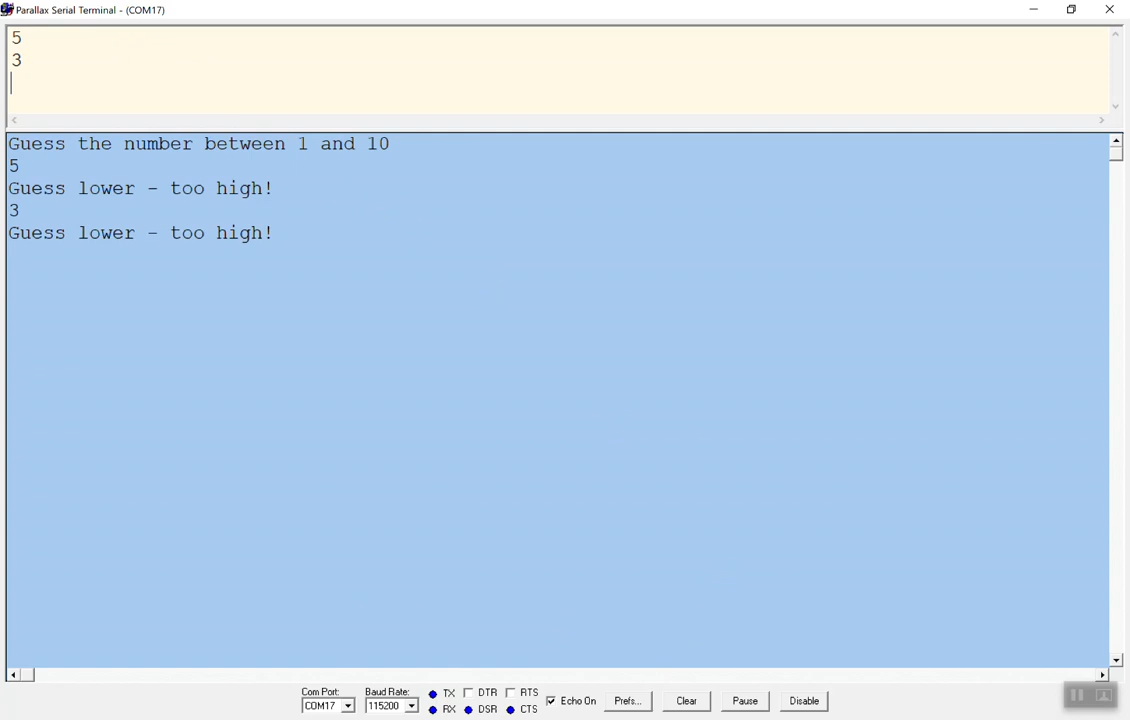 Parallax Serial Terminal - (COM17)
5
3
Guess the number between 1 and 10
5
Guess lower - too high!
3
Guess lower - too high!
Com Port: Baud Rate: TX DTR RTS
COM17 115200 RX DSR CTS Echo On Prefs... Clear Pause Disable